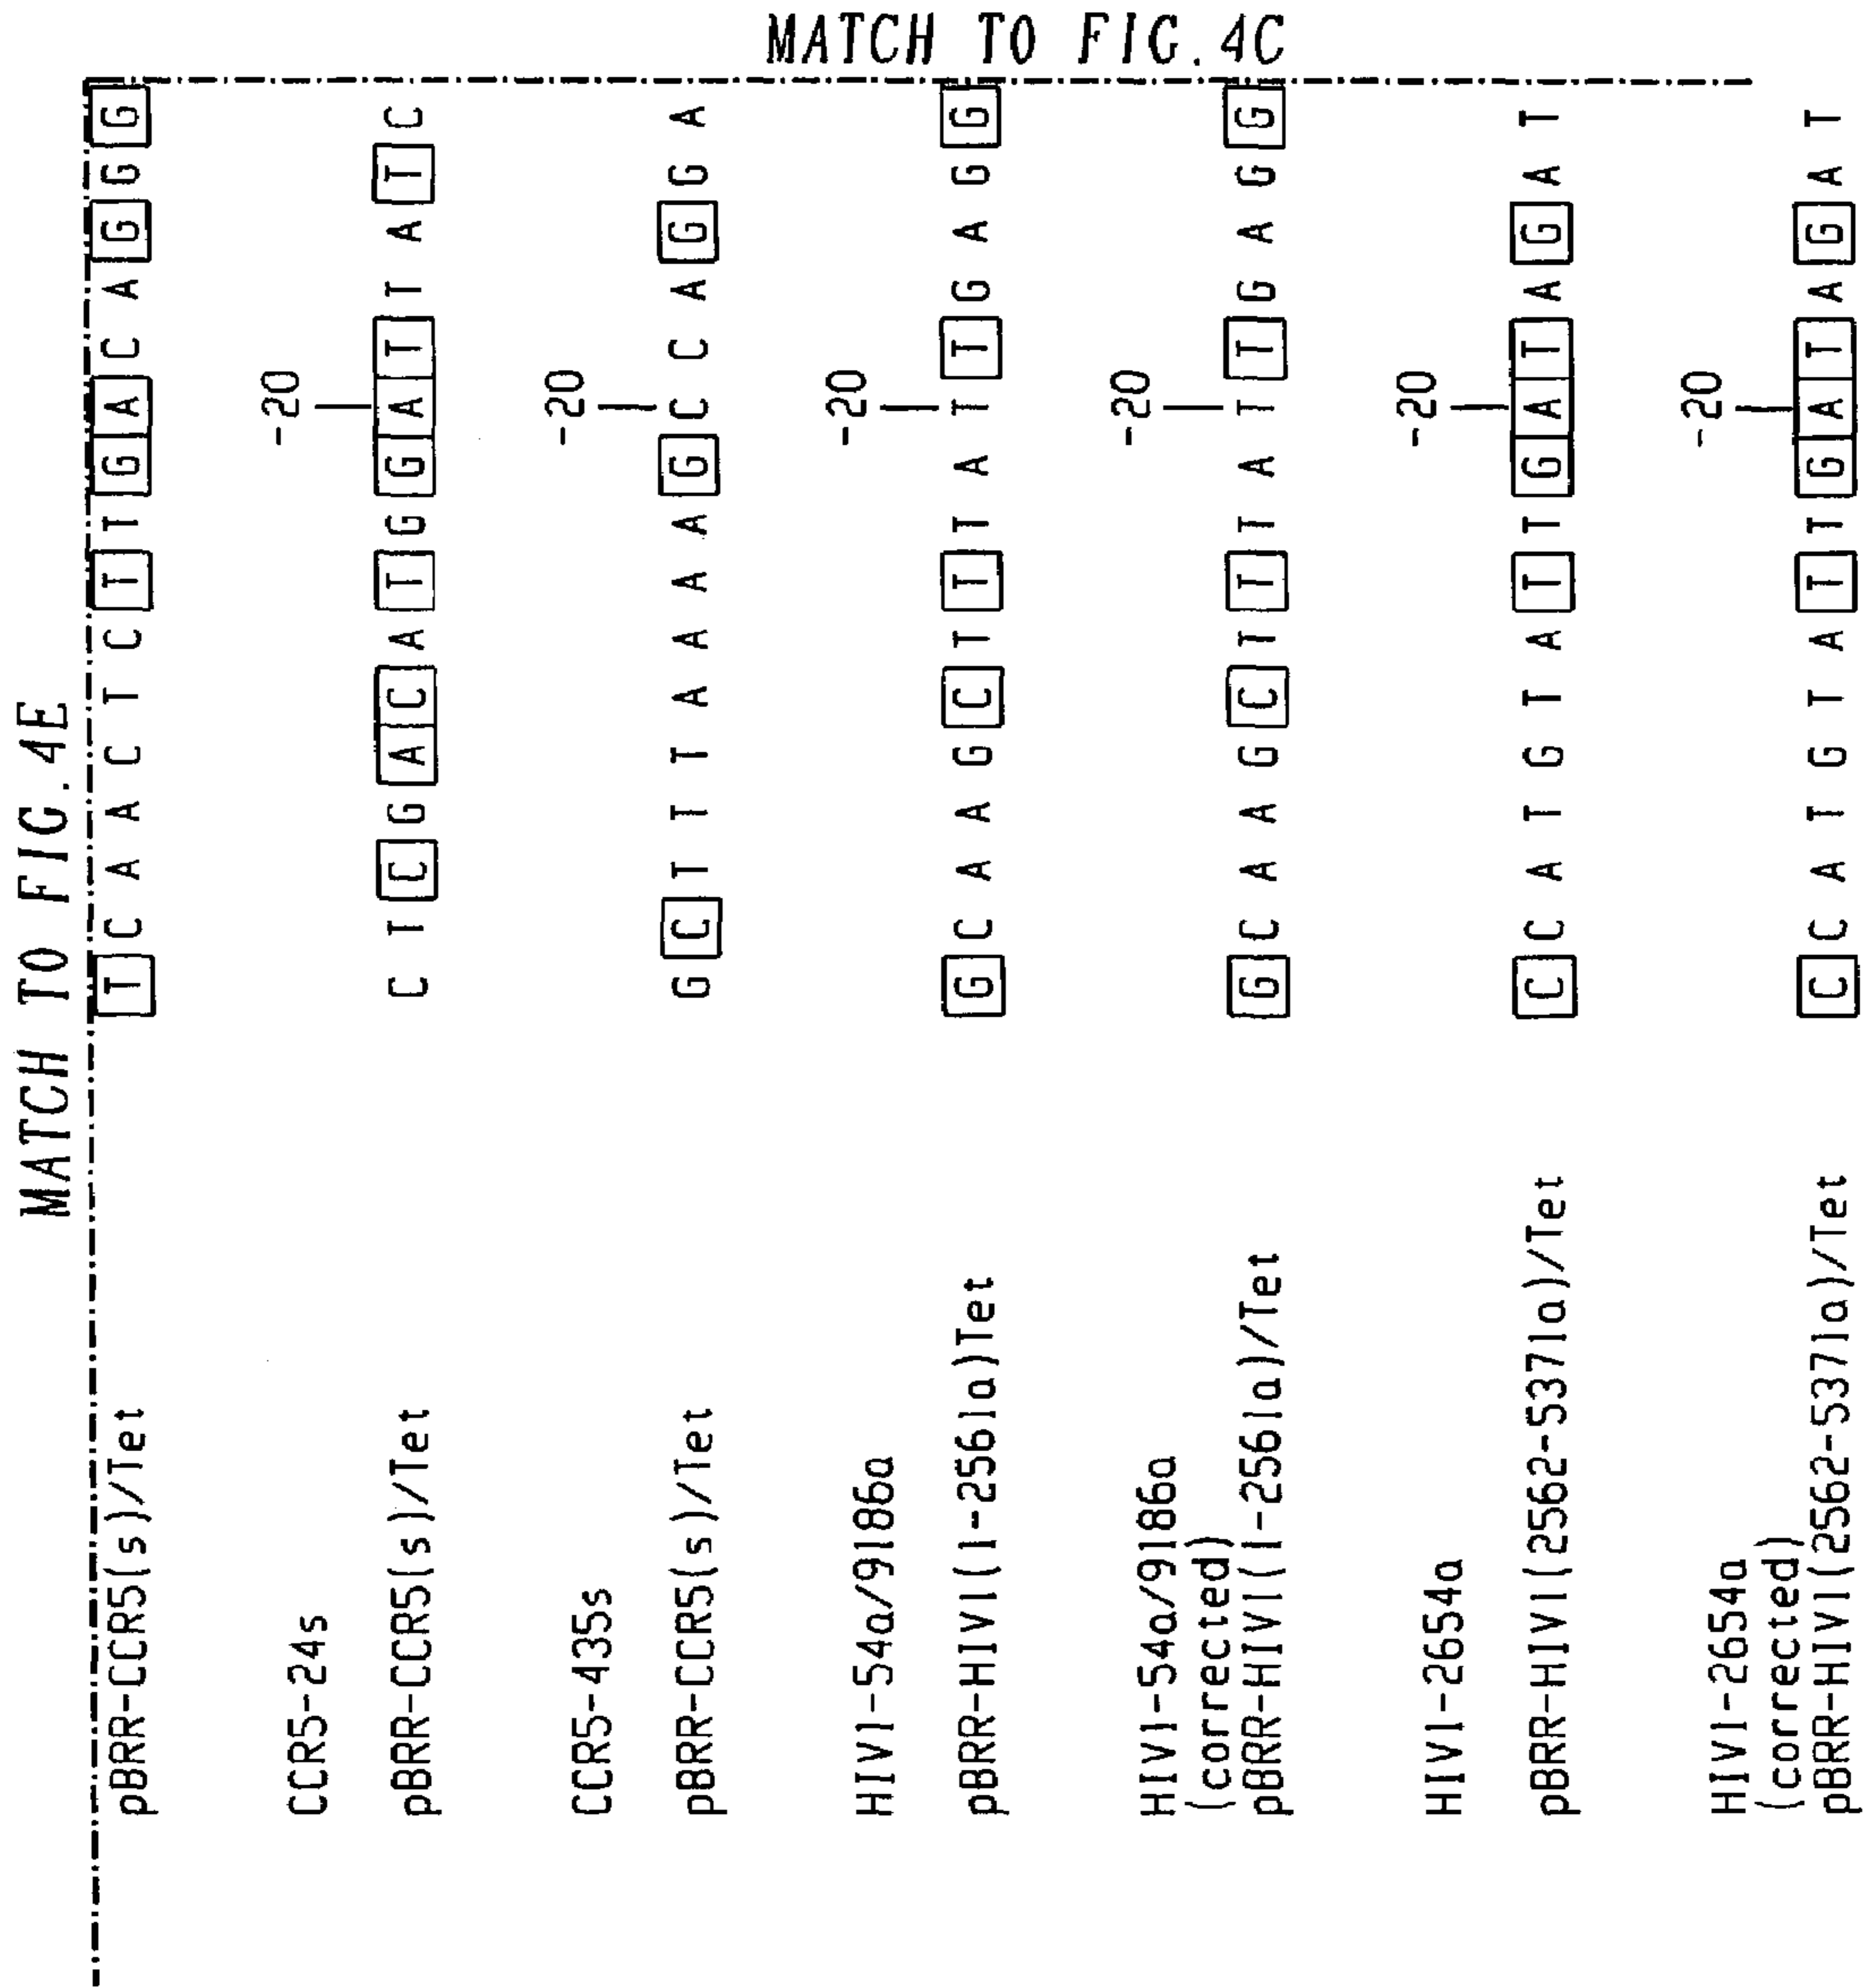 MATCH TO FIG.4E
pBRR-CCR5(s)/Tet T C A A C T C T T G A C A G G G
CCR5-24s -20
pBRR-CCR5(s)/Tet C T C G A C A T G G A T T A T C
CCR5-435s -20
pBRR-CCR5(s)/Tet G C T T T A A A A G C C A G G A
HIV1-54a/9186a -20
pBRR-HIV1(1-2561a)Tet G C A A G C T T T A T T G A G G
HIV1-54a/9186a -20
(corrected)
pBRR-HIV1(1-2561a)/Tet G C A A G C T T T A T T G A G G
HIV1-2654a -20
pBRR-HIV1(2562-5371a)/Tet C C A T G T A T T G A T A G A T
HIV1-2654a -20
(corrected)
pBRR-HIV1(2562-5371a)/Tet C C A T G T A T T G A T A G A T
MATCH TO FIG. 4C